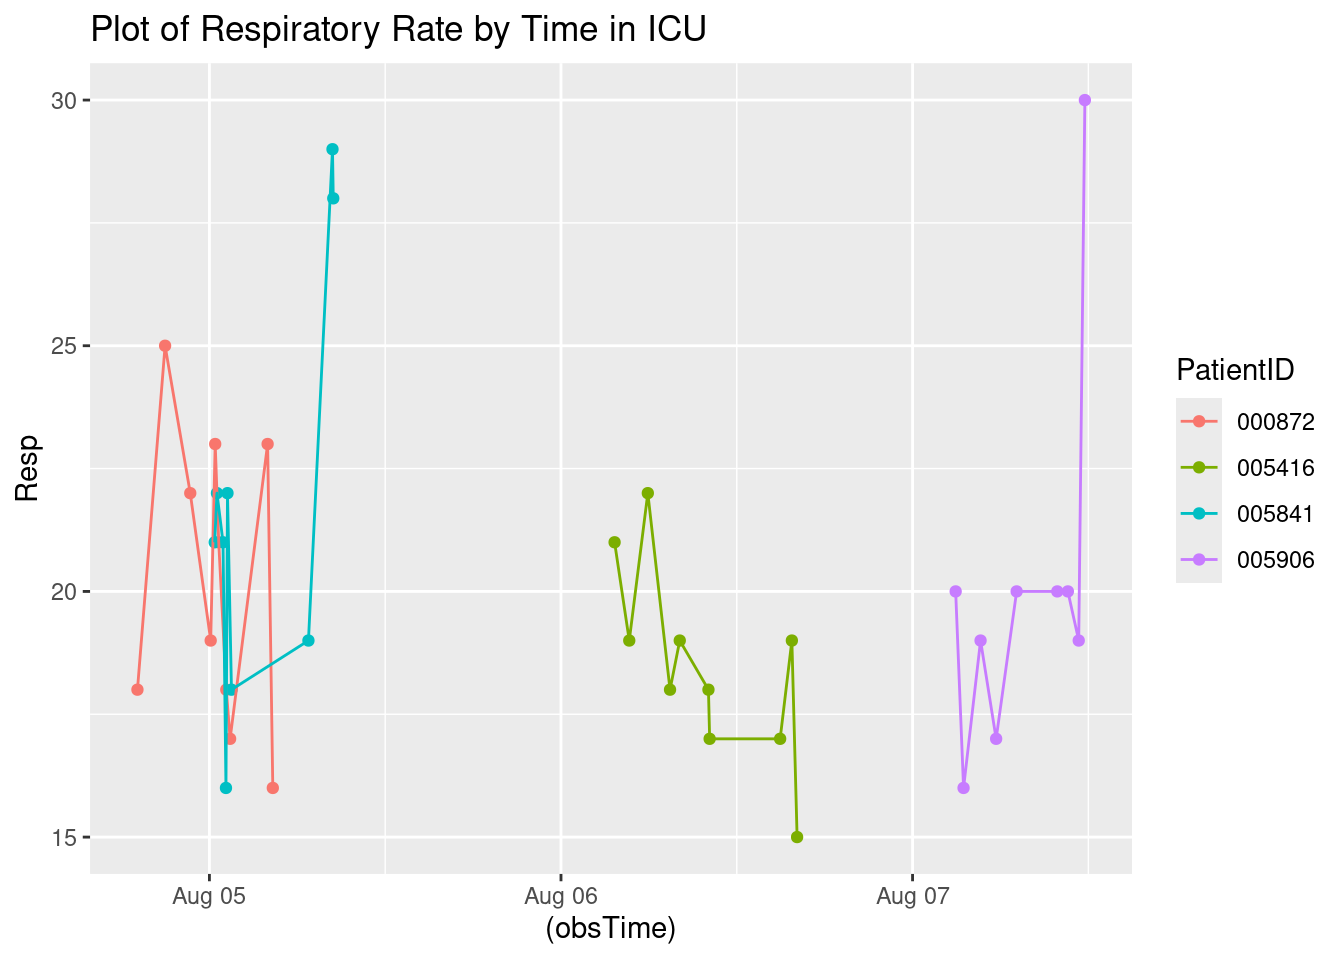 Plot of Respiratory Rate by Time in ICU
30
25
20
15
Resp
Aug 05
Aug 06
Aug 07
(obsTime)
PatientID
000872
005416
005841
005906